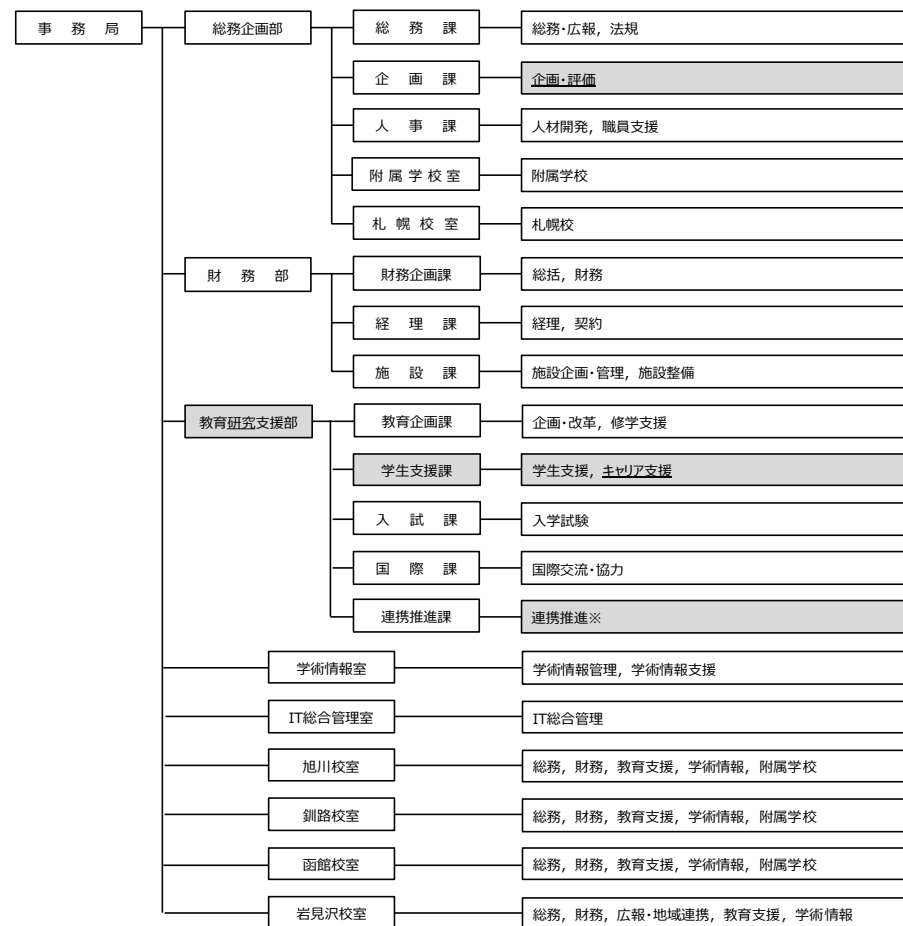 事務局
総務企画部
総務課
総務・広報，法規
企画課
企画・評価
人事課
人材開発，職員支援
附属学校室
附属学校
札幌校室
札幌校
財務部
財務企画課
総括，財務
経理課
経理，契約
施設課
施設企画・管理，施設整備
教育研究支援部
教育企画課
企画・改革，修学支援
学生支援課
学生支援，キャリア支援
入試課
入学試験
国際課
国際交流・協力
連携推進課
連携推進※
学術情報室
学術情報管理，学術情報支援
IT総合管理室
IT総合管理
旭川校室
総務，財務，教育支援，学術情報，附属学校
釧路校室
総務，財務，教育支援，学術情報，附属学校
函館校室
総務，財務，教育支援，学術情報，附属学校
岩見沢校室
総務，財務，広報・地域連携，教育支援，学術情報